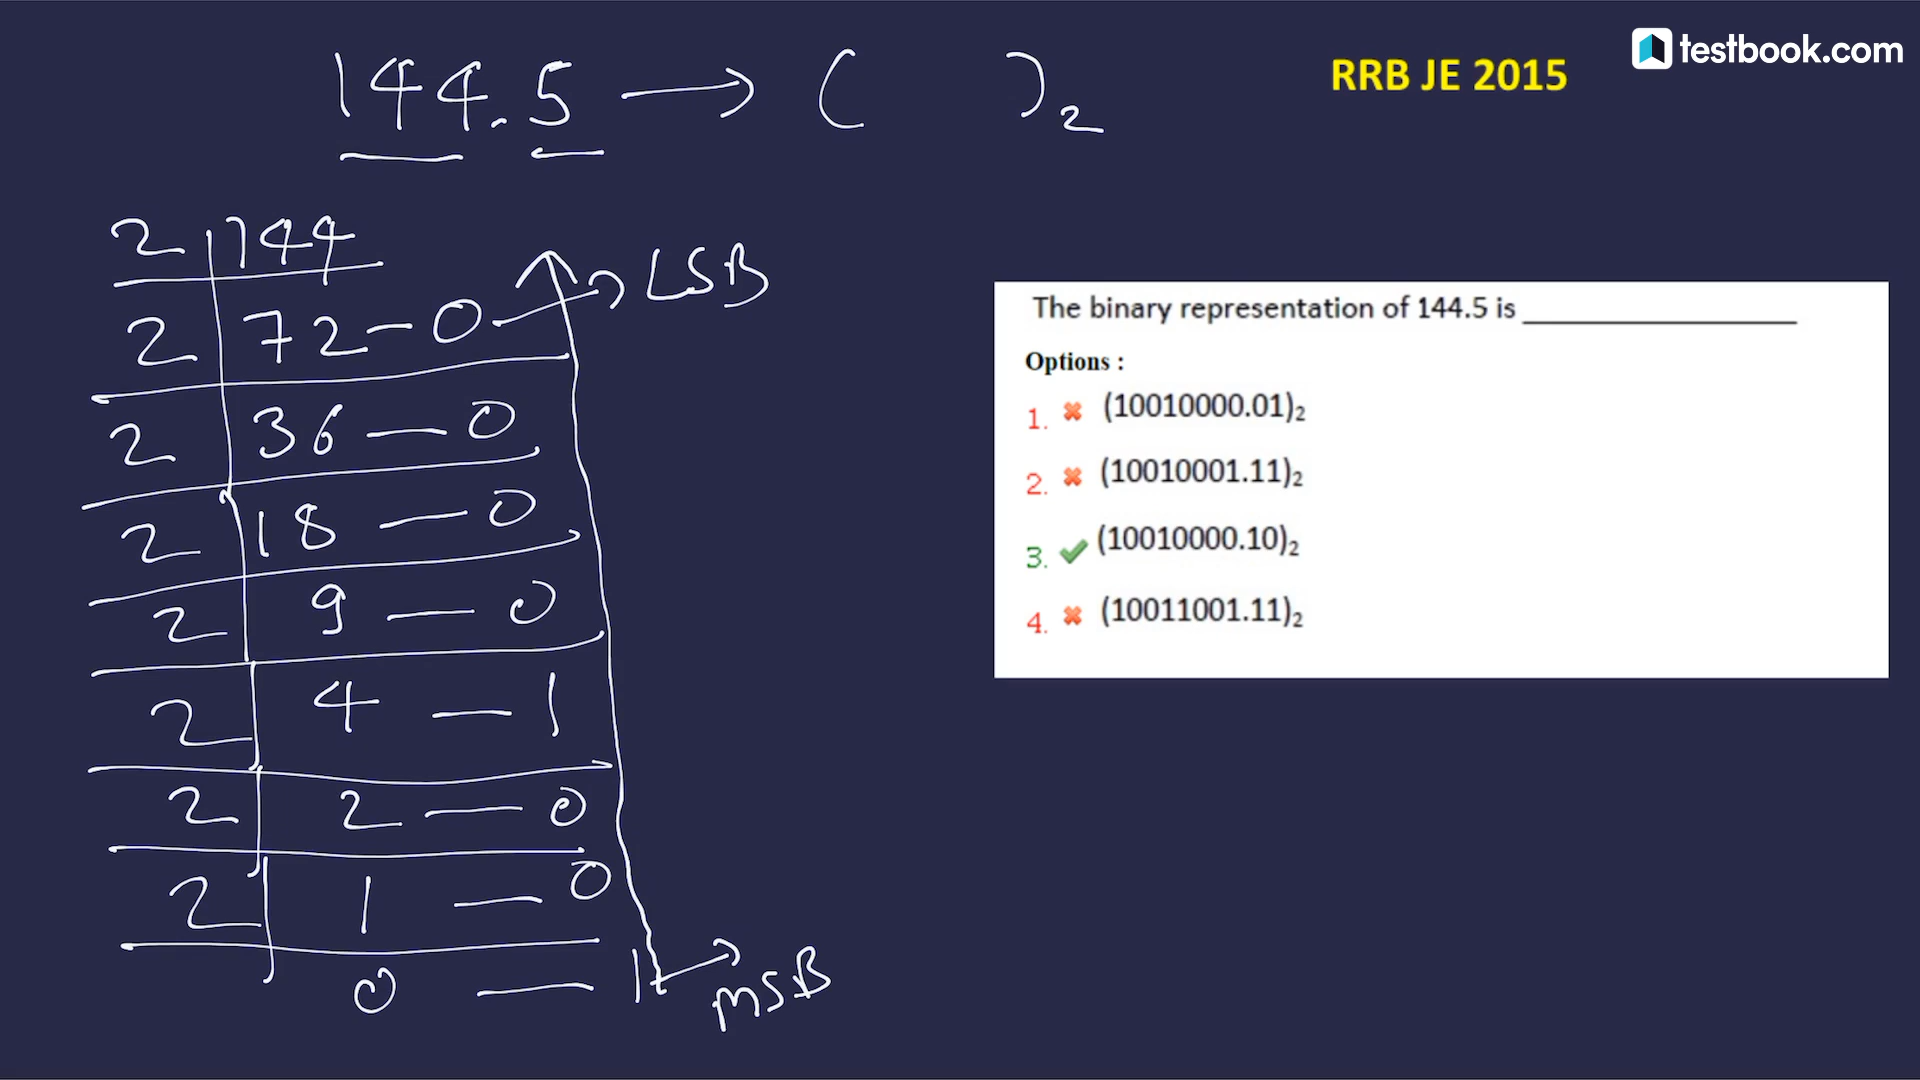 testbook.com
RRB JE 2015
144.5 → ( )2
2 144
2 72 - 0 → LSB
2 36 — 0
2 18 — 0
2 9 — 0
2 4 — 1
2 2 — 0
2 1 — 0
0 — 1 → MSB
The binary representation of 144.5 is ____________________
Options :
1. ✖ (10010000.01)₂
2. ✖ (10010001.11)₂
3. ✔ (10010000.10)₂
4. ✖ (10011001.11)₂